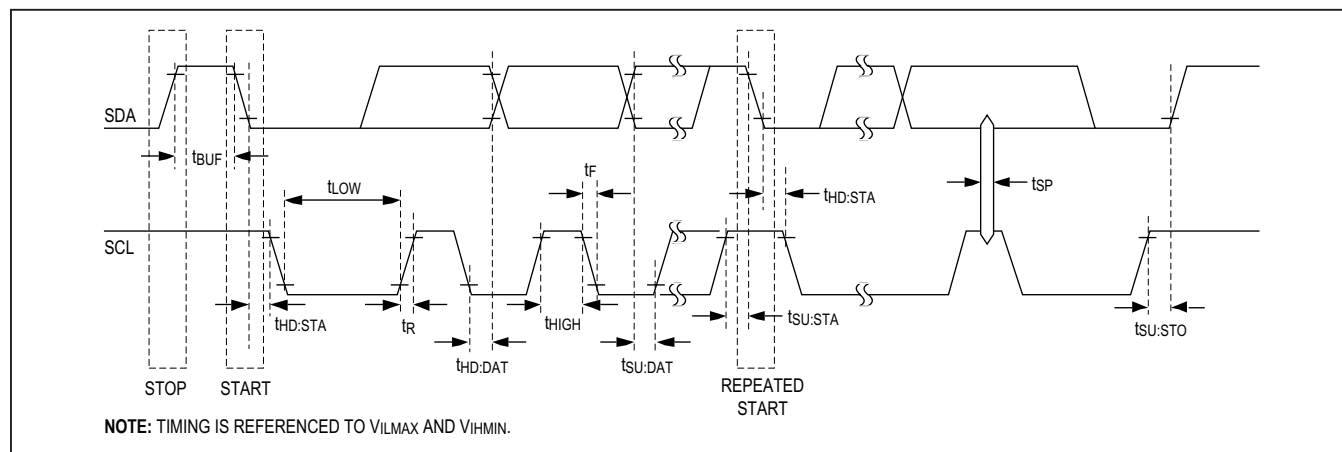 SDA
tBUF
tLOW
tF
tHD:STA
tSP
SCL
tHD:STA
tR
tHIGH
tSU:STA
tSU:STO
tHD:DAT
tSU:DAT
STOP
START
REPEATED
START
NOTE: TIMING IS REFERENCED TO VILMAX AND VIHMIN.